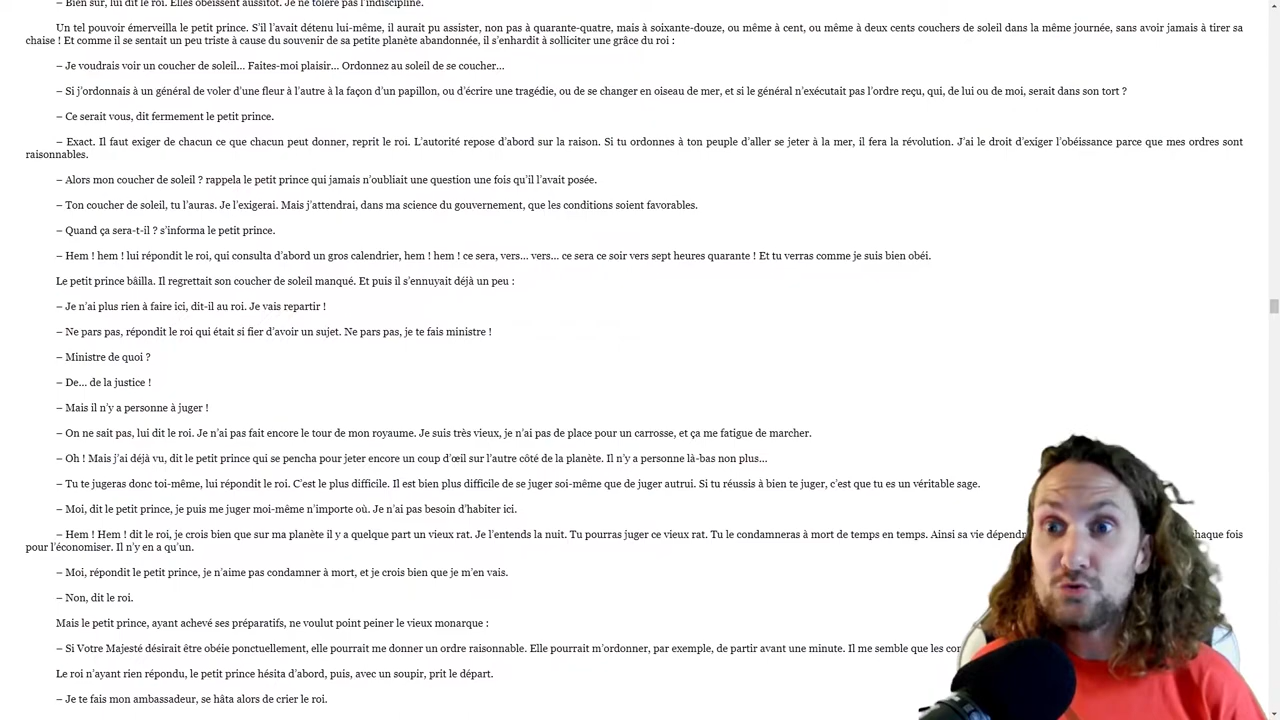 – Bien sûr, lui dit le roi. Elles obéissent aussitôt. Je ne tolère pas l'indiscipline.
Un tel pouvoir émerveilla le petit prince. S'il l'avait détenu lui-même, il aurait pu assister, non pas à quarante-quatre, mais à soixante-douze, ou même à cent, ou même à deux cents couchers de soleil dans la même journée, sans avoir jamais à tirer sa
chaise ! Et comme il se sentait un peu triste à cause du souvenir de sa petite planète abandonnée, il s'enhardit à solliciter une grâce du roi :
– Je voudrais voir un coucher de soleil… Faites-moi plaisir… Ordonnez au soleil de se coucher…
– Si j'ordonnais à un général de voler d'une fleur à l'autre à la façon d'un papillon, ou d'écrire une tragédie, ou de se changer en oiseau de mer, et si le général n'exécutait pas l'ordre reçu, qui, de lui ou de moi, serait dans son tort ?
– Ce serait vous, dit fermement le petit prince.
– Exact. Il faut exiger de chacun ce que chacun peut donner, reprit le roi. L'autorité repose d'abord sur la raison. Si tu ordonnes à ton peuple d'aller se jeter à la mer, il fera la révolution. J'ai le droit d'exiger l'obéissance parce que mes ordres sont
raisonnables.
– Alors mon coucher de soleil ? rappela le petit prince qui jamais n'oubliait une question une fois qu'il l'avait posée.
– Ton coucher de soleil, tu l'auras. Je l'exigerai. Mais j'attendrai, dans ma science du gouvernement, que les conditions soient favorables.
– Quand ça sera-t-il ? s'informa le petit prince.
– Hem ! hem ! lui répondit le roi, qui consulta d'abord un gros calendrier, hem ! hem ! ce sera, vers… vers… ce sera ce soir vers sept heures quarante ! Et tu verras comme je suis bien obéi.
Le petit prince bâilla. Il regrettait son coucher de soleil manqué. Et puis il s'ennuyait déjà un peu :
– Je n'ai plus rien à faire ici, dit-il au roi. Je vais repartir !
– Ne pars pas, répondit le roi qui était si fier d'avoir un sujet. Ne pars pas, je te fais ministre !
– Ministre de quoi ?
– De… de la justice !
– Mais il n'y a personne à juger !
– On ne sait pas, lui dit le roi. Je n'ai pas fait encore le tour de mon royaume. Je suis très vieux, je n'ai pas de place pour un carrosse, et ça me fatigue de marcher.
– Oh ! Mais j'ai déjà vu, dit le petit prince qui se pencha pour jeter encore un coup d'œil sur l'autre côté de la planète. Il n'y a personne là-bas non plus…
– Tu te jugeras donc toi-même, lui répondit le roi. C'est le plus difficile. Il est bien plus difficile de se juger soi-même que de juger autrui. Si tu réussis à bien te juger, c'est que tu es un véritable sage.
– Moi, dit le petit prince, je puis me juger moi-même n'importe où. Je n'ai pas besoin d'habiter ici.
– Hem ! Hem ! dit le roi, je crois bien que sur ma planète il y a quelque part un vieux rat. Je l'entends la nuit. Tu pourras juger ce vieux rat. Tu le condamneras à mort de temps en temps. Ainsi sa vie chaque fois
pour l'économiser. Il n'y en a qu'un.
– Moi, répondit le petit prince, je n'aime pas condamner à mort, et je crois bien que je m'en vais.
– Non, dit le roi.
Mais le petit prince, ayant achevé ses préparatifs, ne voulut point peiner le vieux monarque :
– Si Votre Majesté désirait être obéie ponctuellement, elle pourrait me donner un ordre raisonnable. Elle pourrait m'ordonner, par exemple, de partir avant une minute. Il me semble que les
Le roi n'ayant rien répondu, le petit prince hésita d'abord, puis, avec un soupir, prit le départ.
– Je te fais mon ambassadeur, se hâta alors de crier le roi.